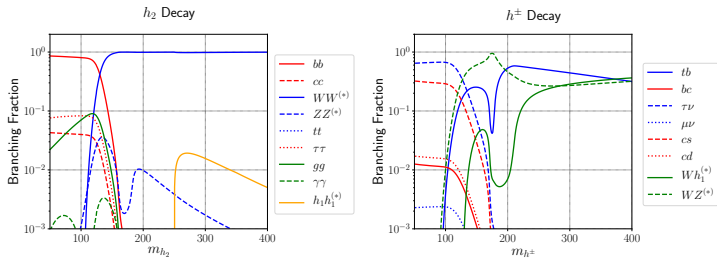 h₂ Decay
Branching Fraction
10⁰
10⁻¹
10⁻²
10⁻³
100
200
300
400
m_{h₂}
bb
cc
WW⁽*⁾
ZZ⁽*⁾
tt
ττ
gg
γγ
h₁h₁⁽*⁾
h± Decay
Branching Fraction
10⁰
10⁻¹
10⁻²
10⁻³
100
200
300
400
m_{h±}
tb
bc
τν
μν
cs
cd
Wh₁⁽*⁾
WZ⁽*⁾